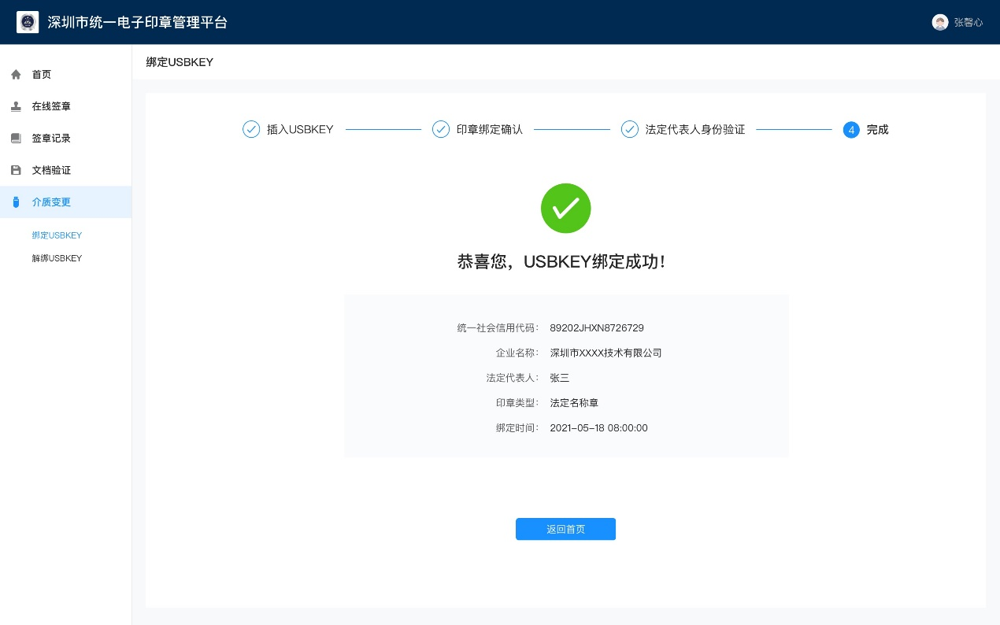 深圳市统一电子印章管理平台
张馨心
首页
在线签章
签章记录
文档验证
介质变更
绑定USBKEY
解绑USBKEY
绑定USBKEY
插入USBKEY
印章绑定确认
法定代表人身份验证
4 完成
恭喜您，USBKEY绑定成功！
统一社会信用代码： 89202JHXN8726729
企业名称： 深圳市XXXX技术有限公司
法定代表人： 张三
印章类型： 法定名称章
绑定时间： 2021-05-18 08:00:00
返回首页